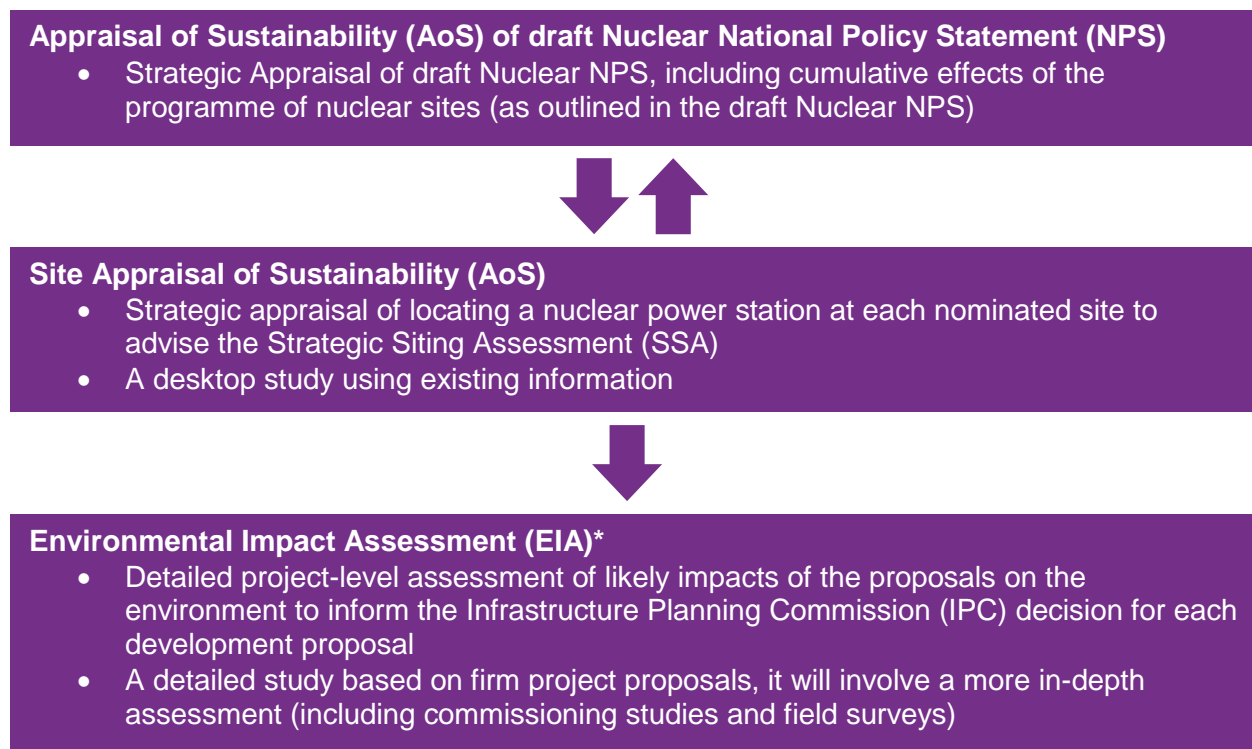 Appraisal of Sustainability (AoS) of draft Nuclear National Policy Statement (NPS)
• Strategic Appraisal of draft Nuclear NPS, including cumulative effects of the
programme of nuclear sites (as outlined in the draft Nuclear NPS)
Site Appraisal of Sustainability (AoS)
• Strategic appraisal of locating a nuclear power station at each nominated site to
advise the Strategic Siting Assessment (SSA)
• A desktop study using existing information
Environmental Impact Assessment (EIA)*
• Detailed project-level assessment of likely impacts of the proposals on the
environment to inform the Infrastructure Planning Commission (IPC) decision for each
development proposal
• A detailed study based on firm project proposals, it will involve a more in-depth
assessment (including commissioning studies and field surveys)